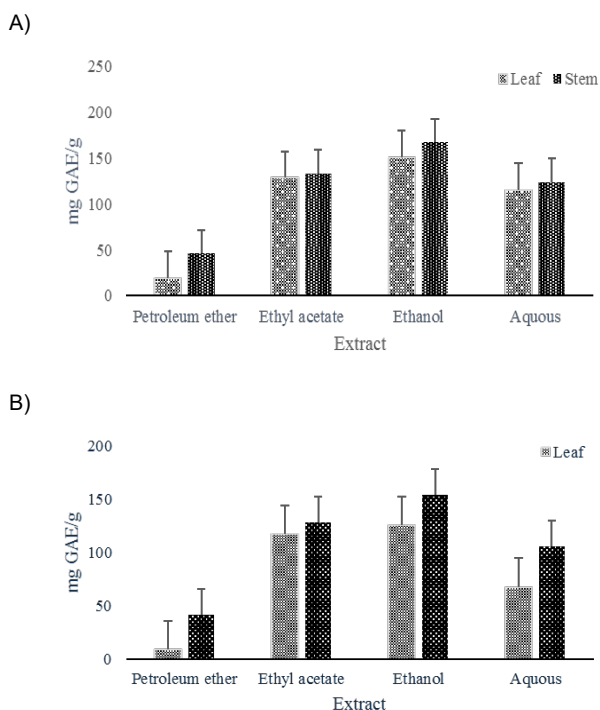 A)
250
Leaf Stem
200
150
100
50
0
mg GAE/g
Petroleum ether Ethyl acetate Ethanol Aquous
Extract
B)
200
Leaf
150
100
50
0
mg GAE/g
Petroleum ether Ethyl acetate Ethanol Aquous
Extract